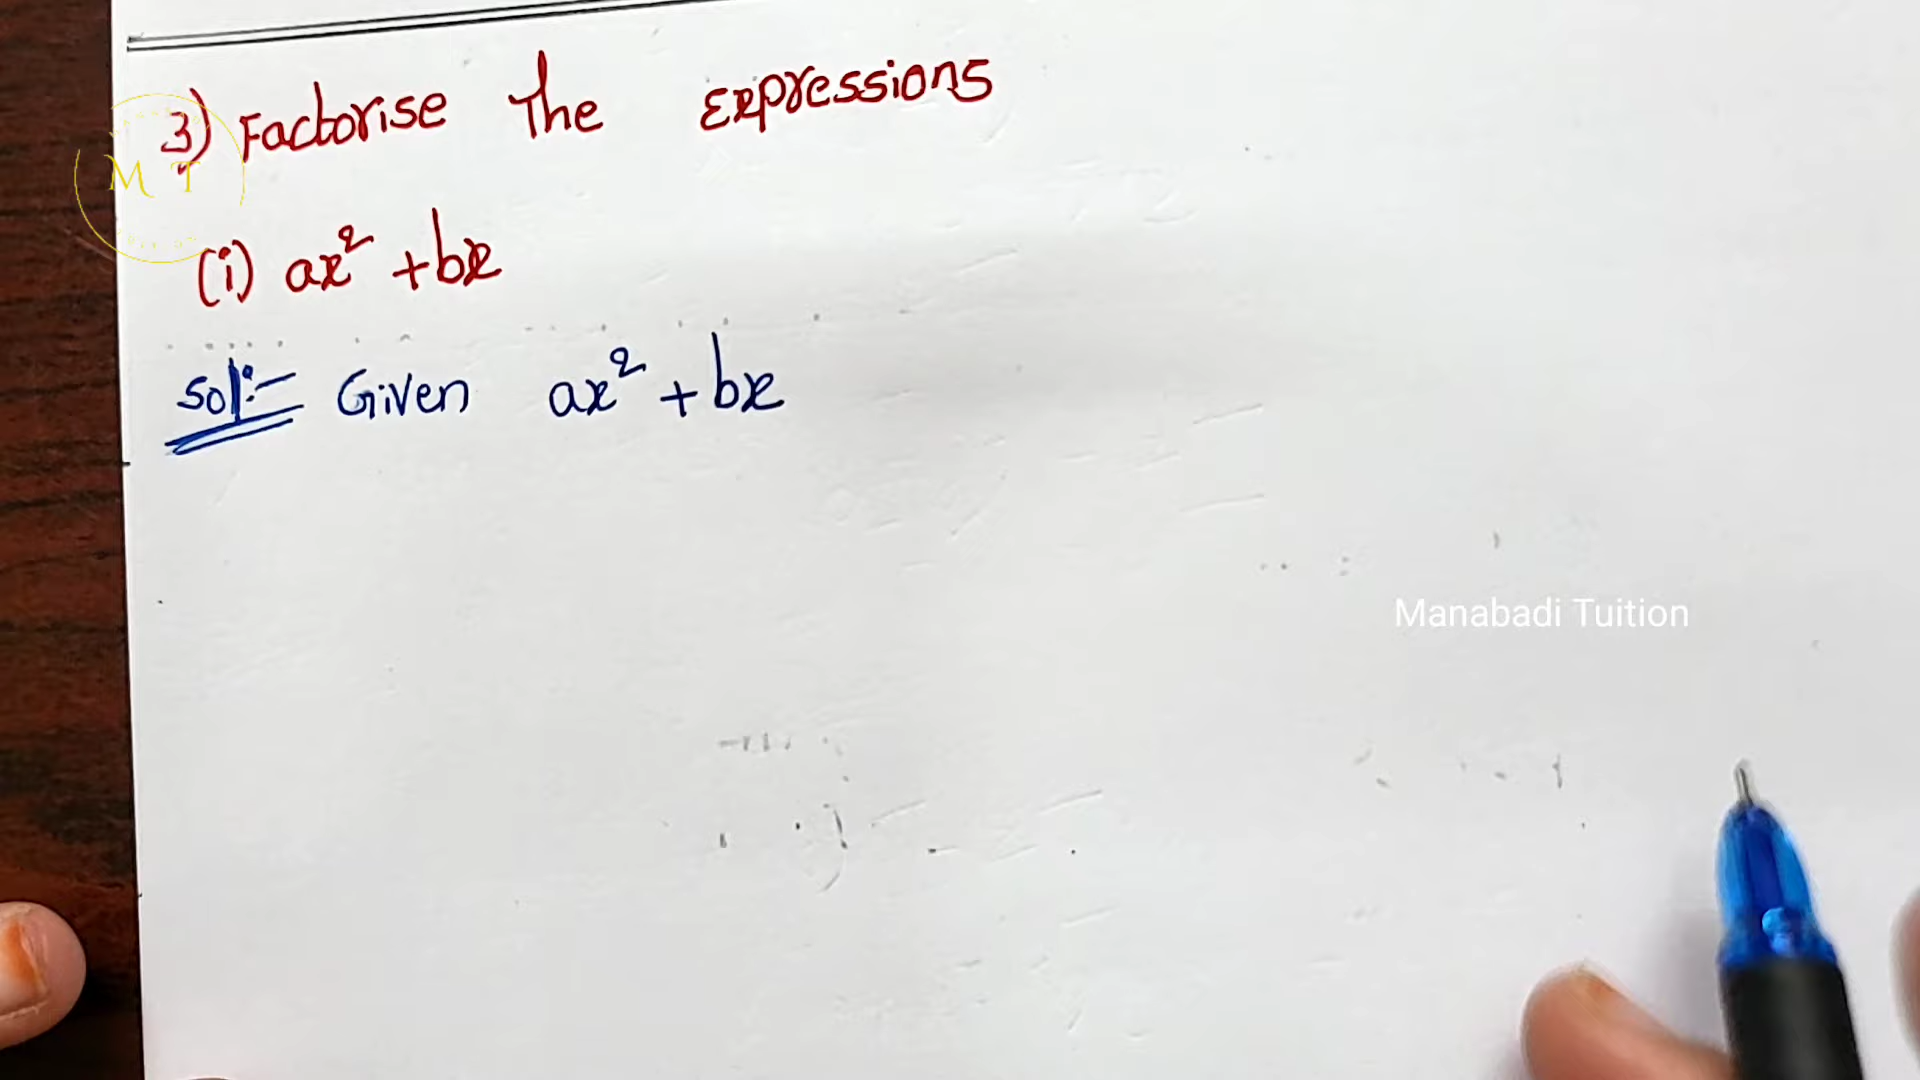 3) Factorise The Expressions
M T
(i) ax² + bx
Sol:- Given ax² + bx
Manabadi Tuition